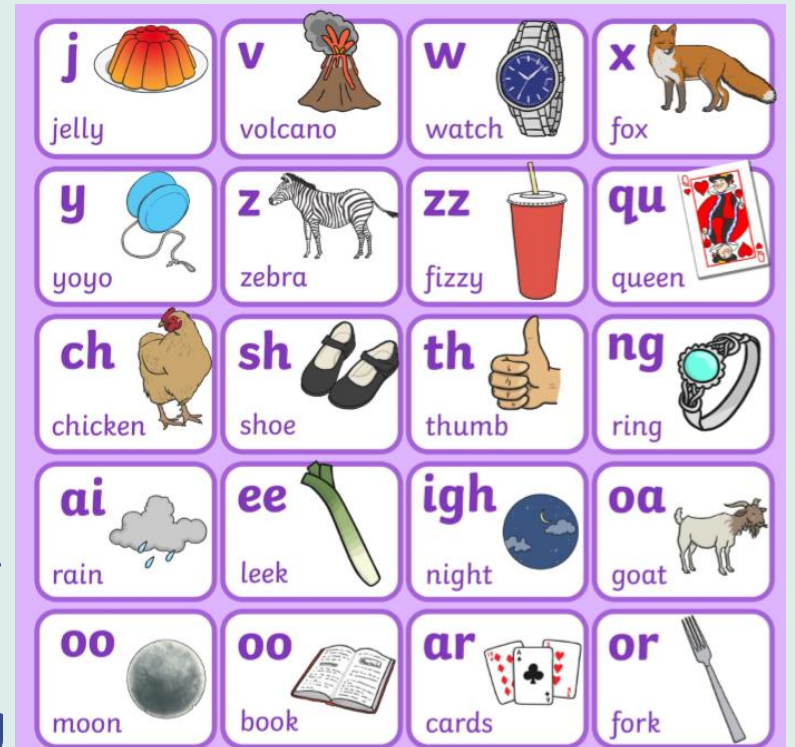 j
jelly
v
volcano
w
watch
x
fox
y
yoyo
z
zebra
zz
fizzy
qu
queen
ch
chicken
sh
shoe
th
thumb
ng
ring
ai
rain
ee
leek
igh
night
oa
goat
oo
moon
oo
book
ar
cards
or
fork